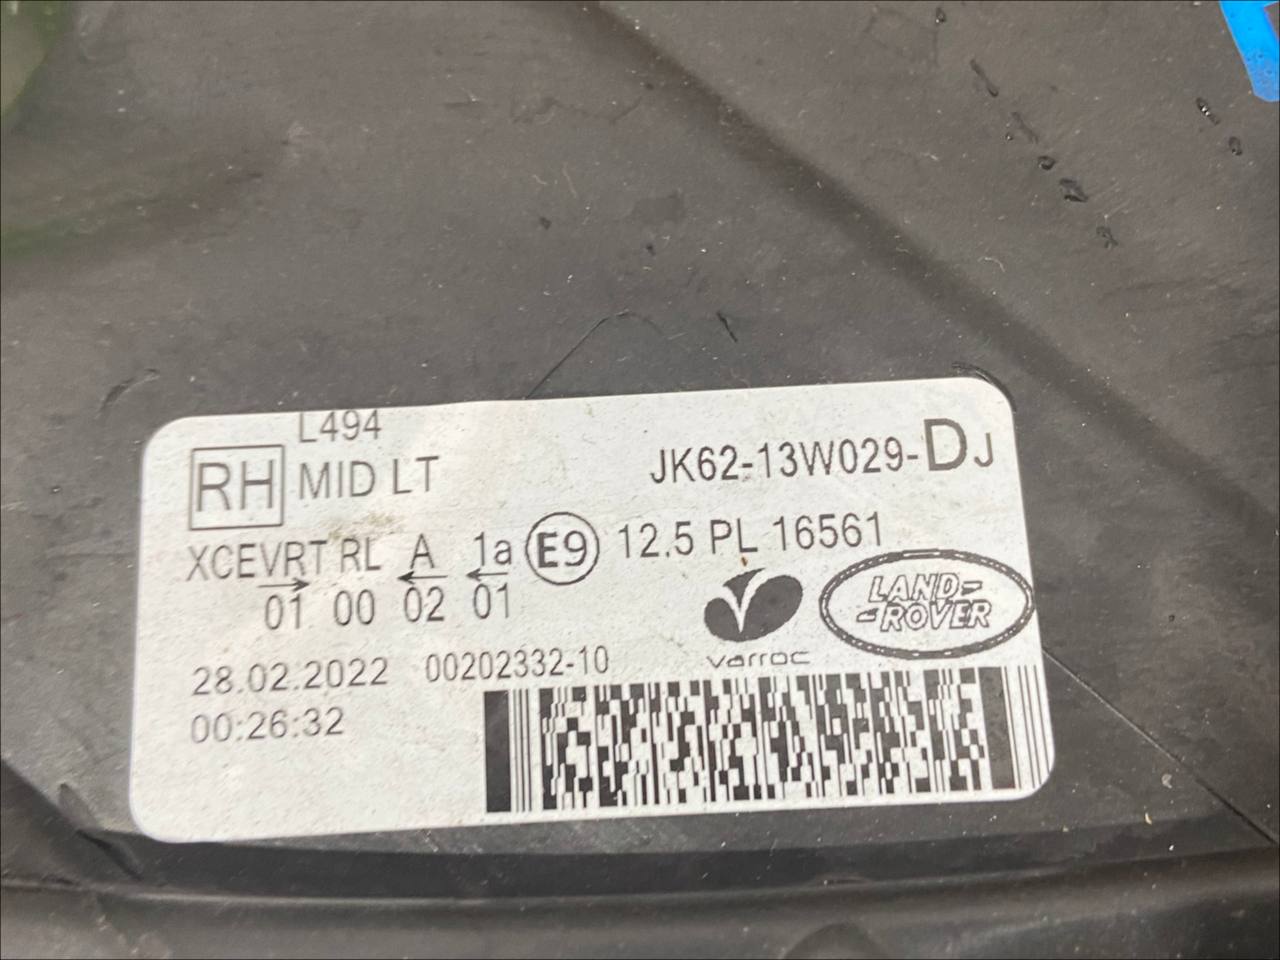 L494
RH MID LT
JK62-13W029-DJ
XCEVRT RL A 1a E9 12.5 PL 16561
01 00 02 01
LAND-
-ROVER
varroc
28.02.2022 00202332-10
00:26:32